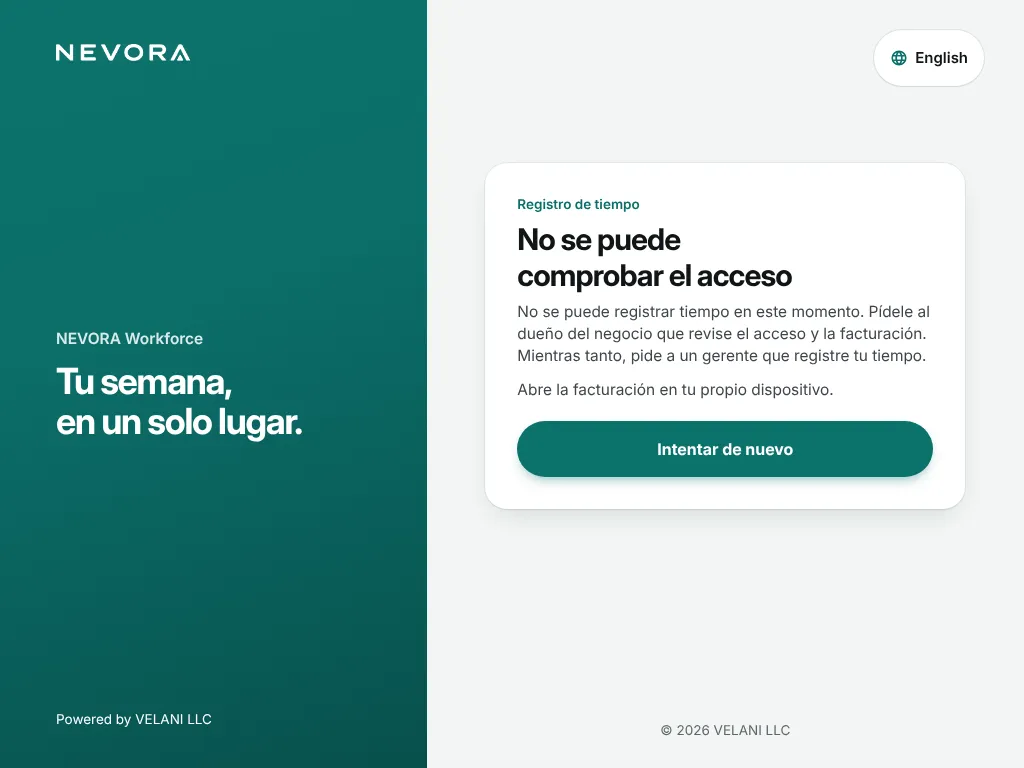 NEVORA
English
NEVORA Workforce
Tu semana,
en un solo lugar.
Powered by VELANI LLC
Registro de tiempo
No se puede
comprobar el acceso
No se puede registrar tiempo en este momento. Pídele al
dueño del negocio que revise el acceso y la facturación.
Mientras tanto, pide a un gerente que registre tu tiempo.
Abre la facturación en tu propio dispositivo.
Intentar de nuevo
© 2026 VELANI LLC